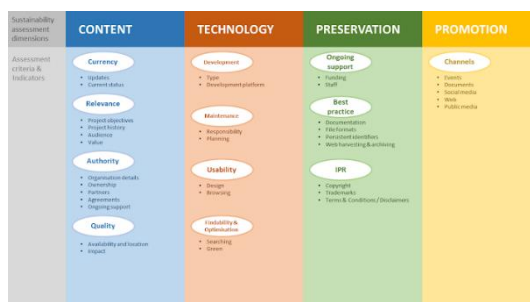 Sustainability
assessment
dimensions
CONTENT
TECHNOLOGY
PRESERVATION
PROMOTION
Assessment
criteria &
Indicators
Currency
• Updates
• Current status
Relevance
• Project objectives
• Project history
• Audience
• Value
Authority
• Organisation details
• Ownership
• Partners
• Agreements
• Ongoing support
Quality
• Availability and location
• Impact
Development
• Type
• Development platform
Maintenance
• Responsibility
• Planning
Usability
• Design
• Browsing
Findability &
Optimisation
• Searching
• Green
Ongoing
support
• Funding
• Staff
Best
practice
• Documentation
• File formats
• Persistent identifiers
• Web harvesting & archiving
IPR
• Copyright
• Trademarks
• Terms & Conditions / Disclaimers
Channels
• Events
• Documents
• Social media
• Web
• Public media